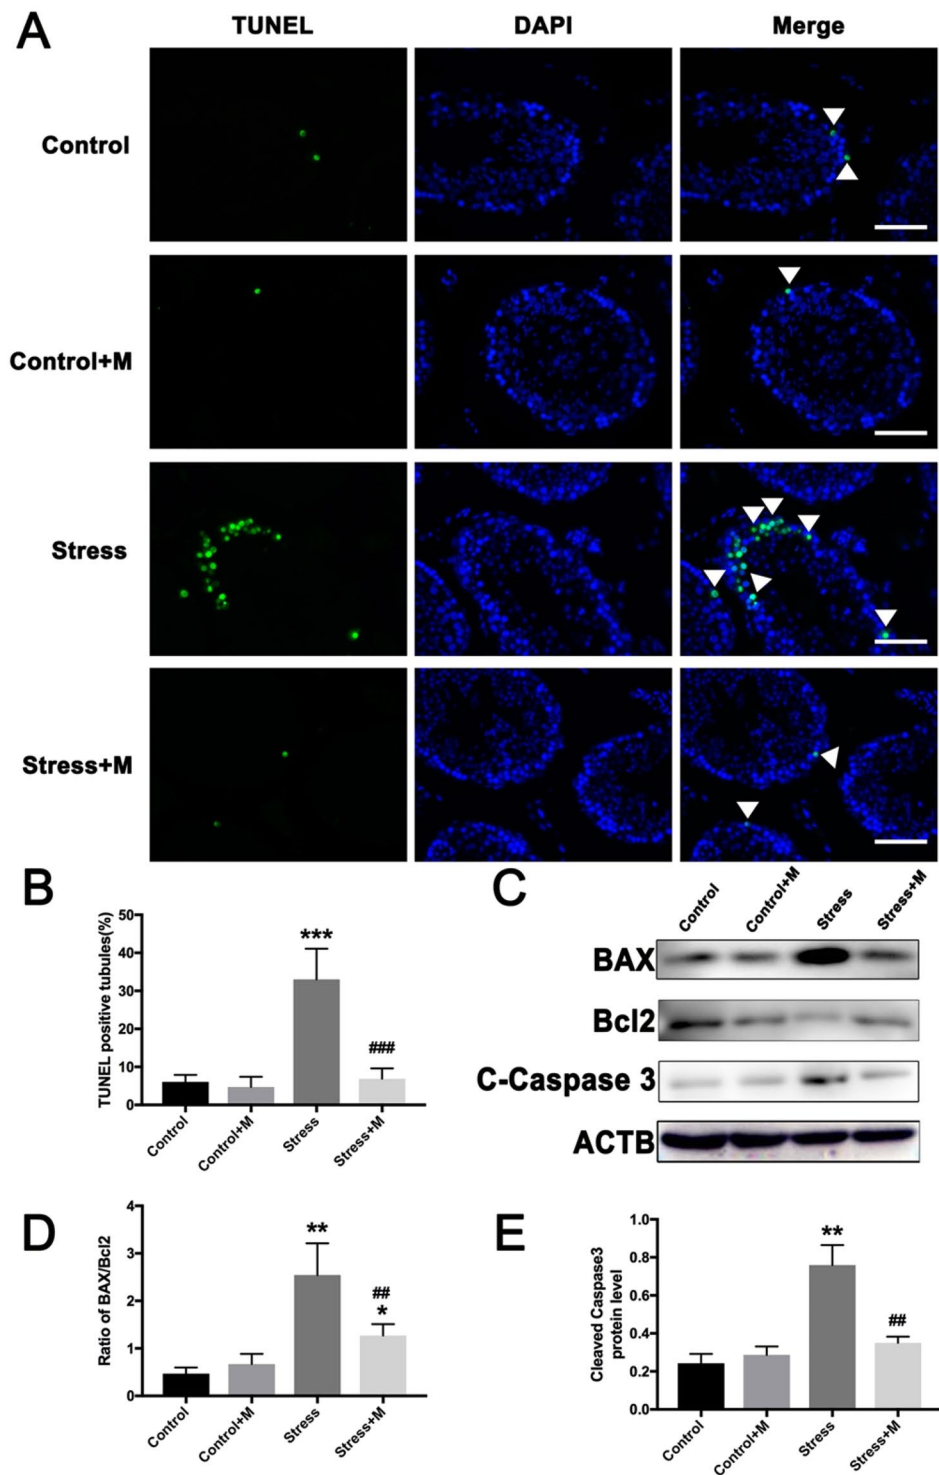 A
TUNEL DAPI Merge
Control
Control+M
Stress
Stress+M
B
TUNEL positive tubules(%)
50
40
30
20
10
0
***
###
Control Control+M Stress Stress+M
C
Control Control+M Stress Stress+M
BAX
Bcl2
C-Caspase 3
ACTB
D
Ratio of BAX/Bcl2
4
3
2
1
0
**
##
*
Control Control+M Stress Stress+M
E
Cleaved Caspase3
protein level
1.0
0.8
0.6
0.4
0.2
0.0
**
##
Control Control+M Stress Stress+M